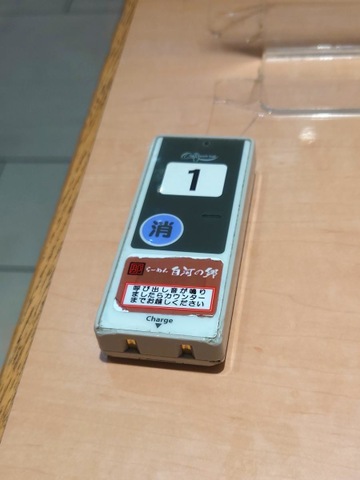 1
消
らーめん 白河の郷
呼び出し音が鳴り
ましたらカウンター
までお越しください
Charge